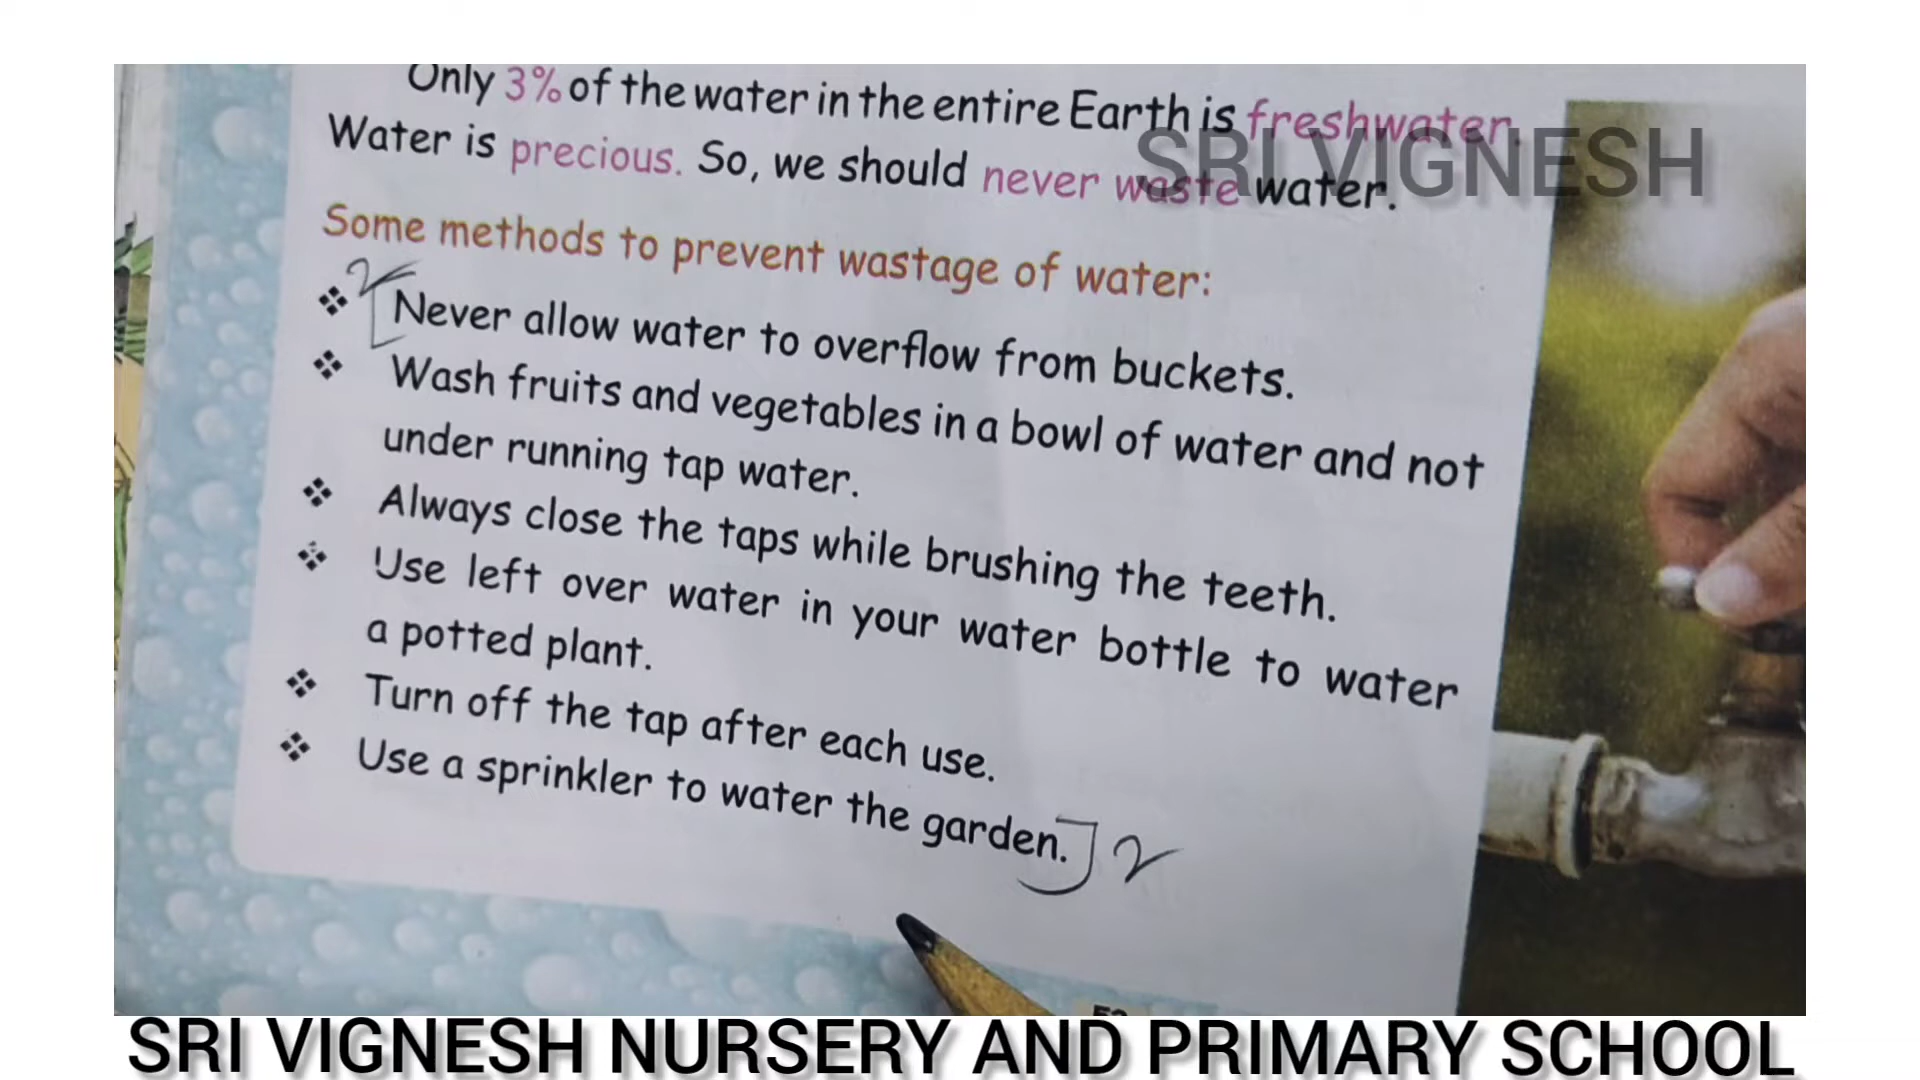 Only 3% of the water in the entire Earth is freshwater.
Water is precious. So, we should never waste water.
SRI VIGNESH
Some methods to prevent wastage of water:
2
❖ Never allow water to overflow from buckets.
❖ Wash fruits and vegetables in a bowl of water and not
under running tap water.
❖ Always close the taps while brushing the teeth.
❖ Use left over water in your water bottle to water
a potted plant.
❖ Turn off the tap after each use.
❖ Use a sprinkler to water the garden. 2
SRI VIGNESH NURSERY AND PRIMARY SCHOOL